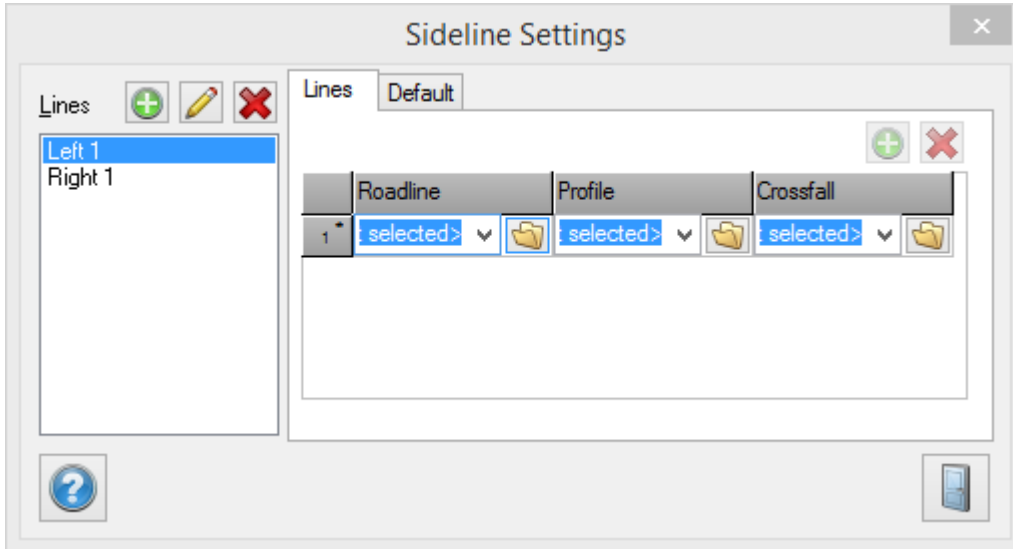 Sideline Settings
Lines
Left 1
Right 1
Lines Default
Roadline Profile Crossfall
1 * selected> selected> selected>